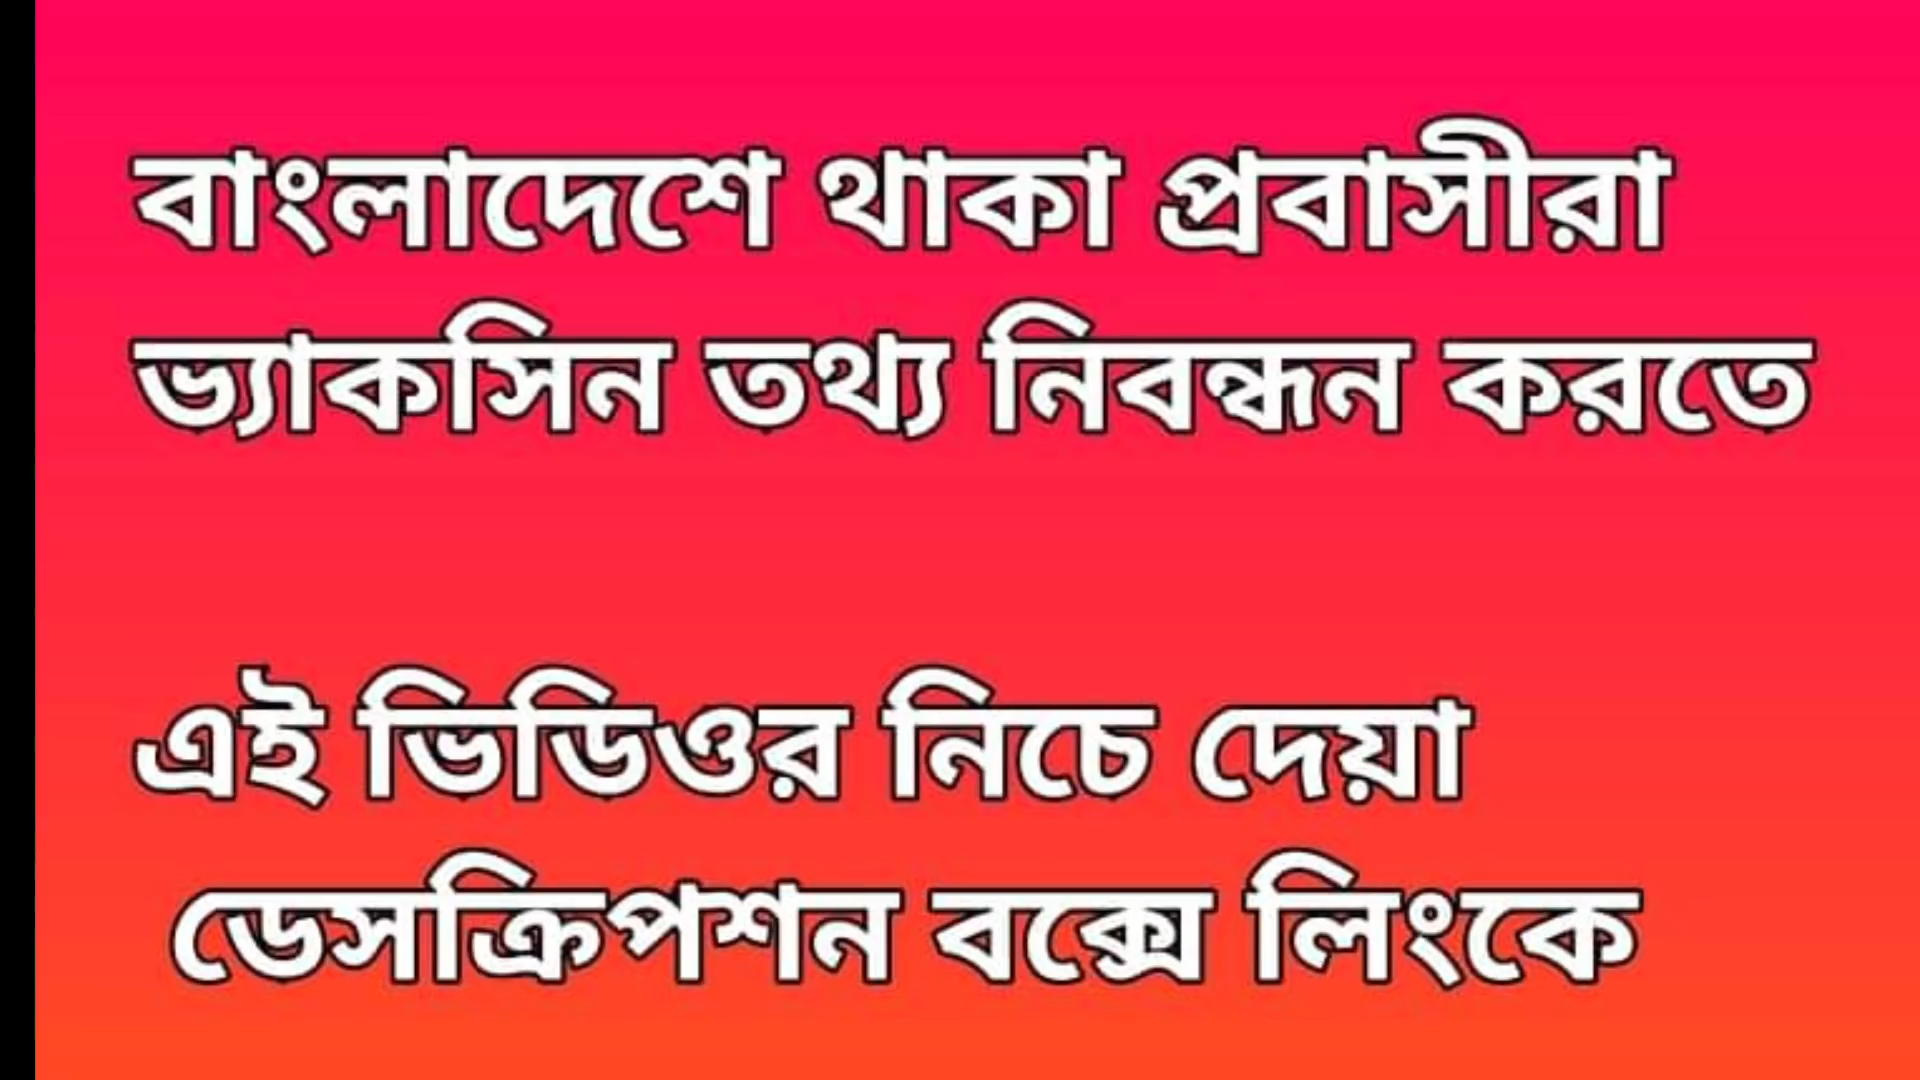 বাংলাদেশে থাকা প্রবাসীরা
ভ্যাকসিন তথ্য নিবন্ধন করতে
এই ভিডিওর নিচে দেয়া
ডেসক্রিপশন বক্সে লিংকে